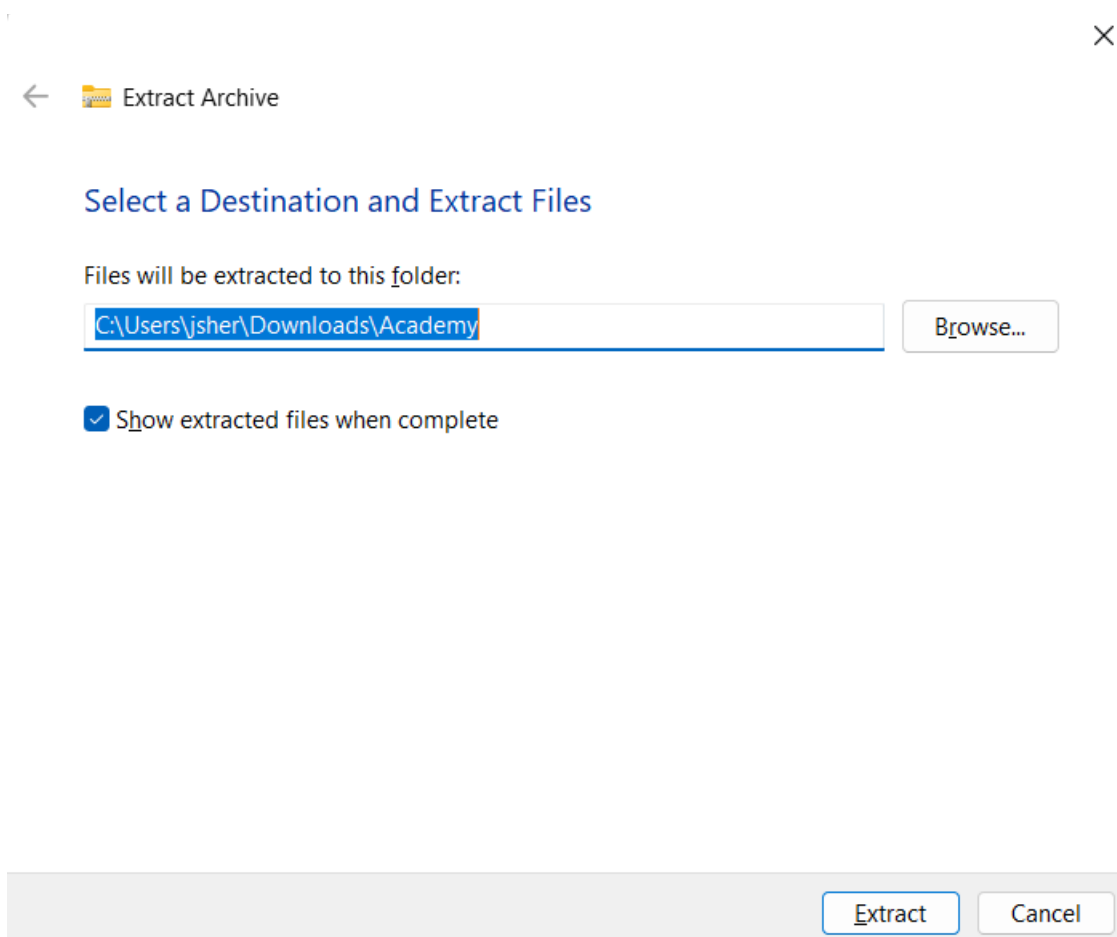 Extract Archive
Select a Destination and Extract Files
Files will be extracted to this folder:
C:\Users\jsher\Downloads\Academy
Browse...
Show extracted files when complete
Extract
Cancel